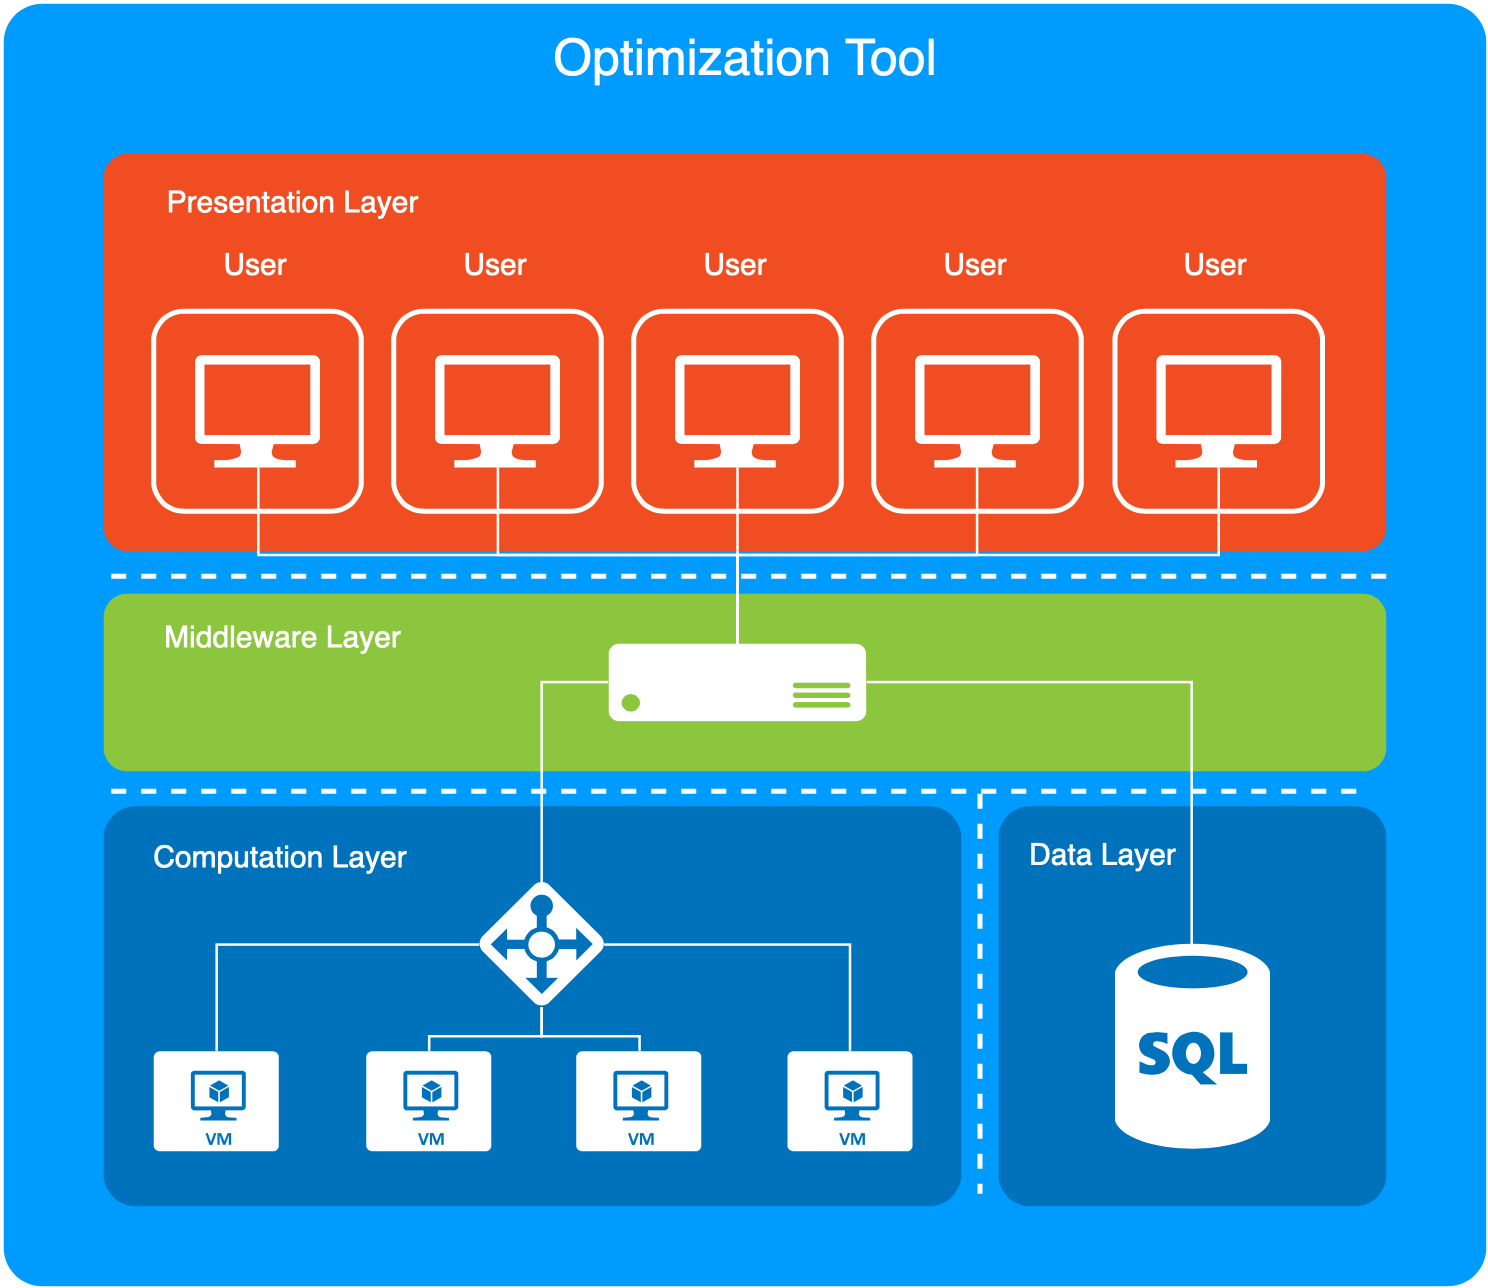 Optimization Tool
Presentation Layer
User User User User User
Middleware Layer
Computation Layer
Data Layer
SQL
VM VM VM VM